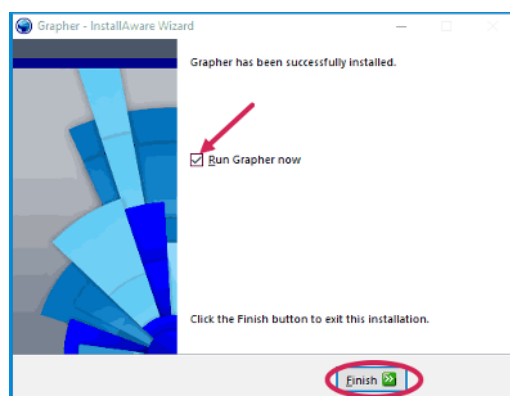 Grapher - InstallAware Wizard
Grapher has been successfully installed.
Run Grapher now
Click the Finish button to exit this installation.
Finish